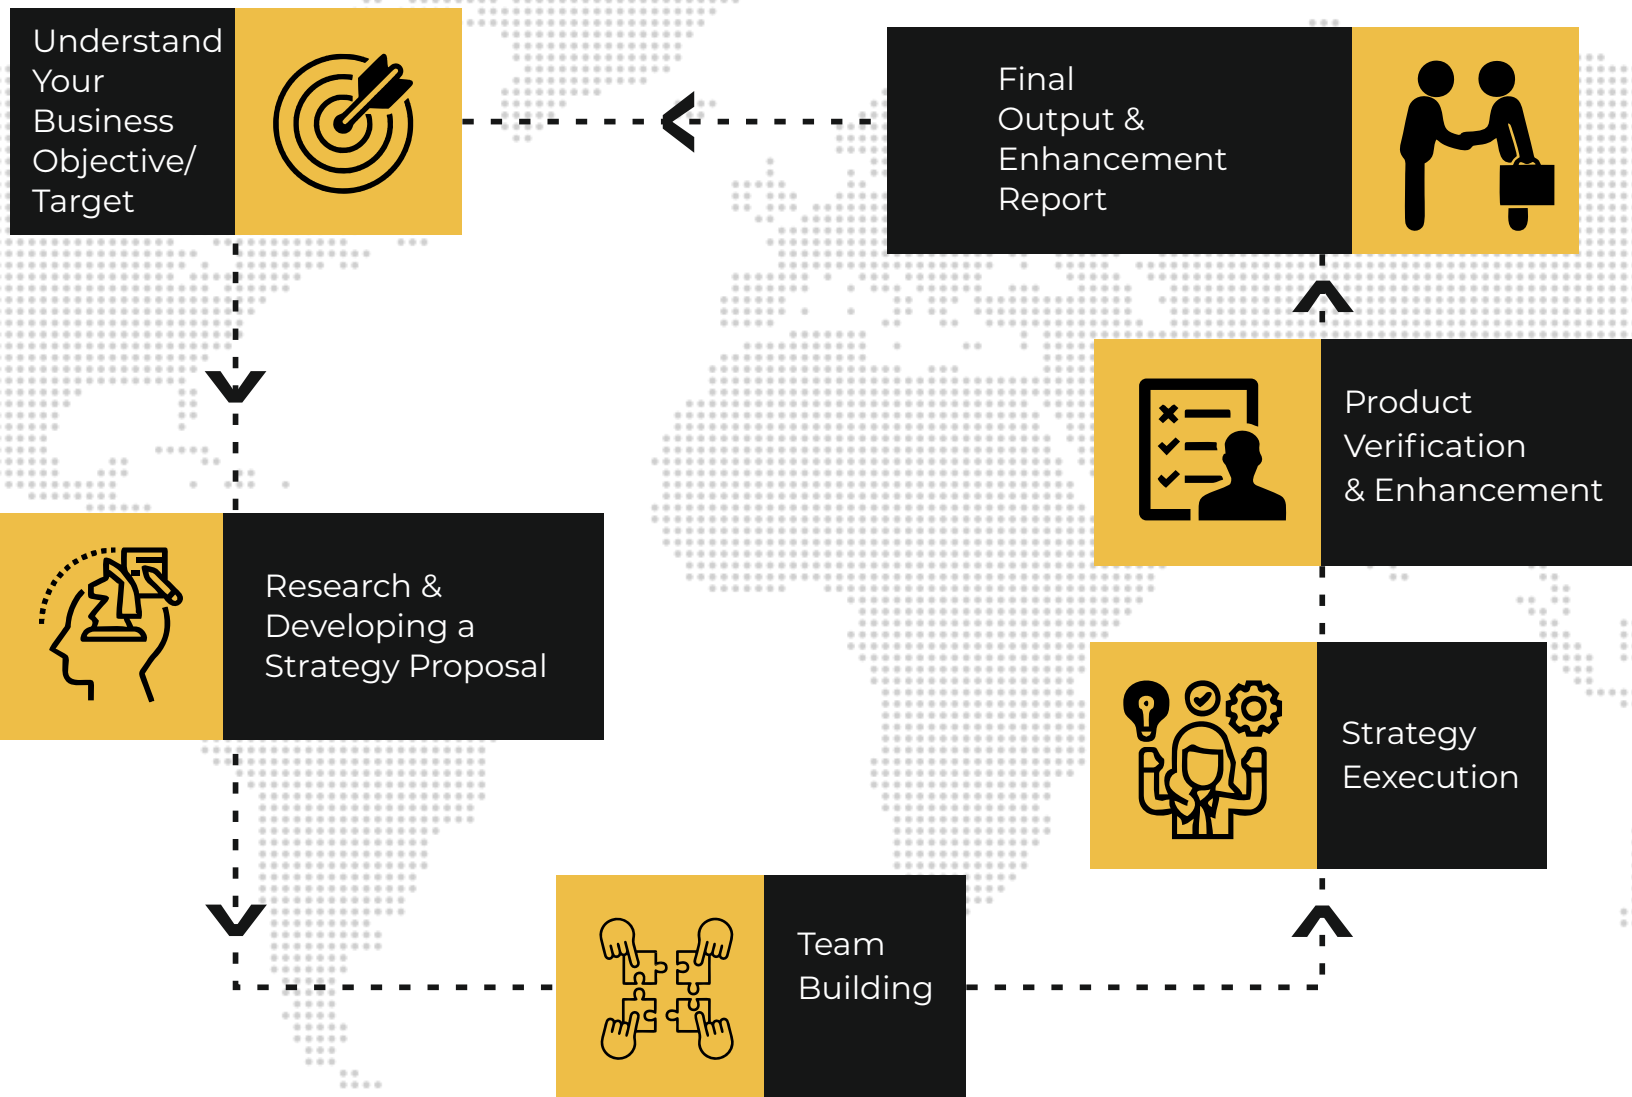 Understand
Your
Business
Objective/
Target
Research &
Developing a
Strategy Proposal
Team
Building
Strategy
Eexecution
Product
Verification
& Enhancement
Final
Output &
Enhancement
Report